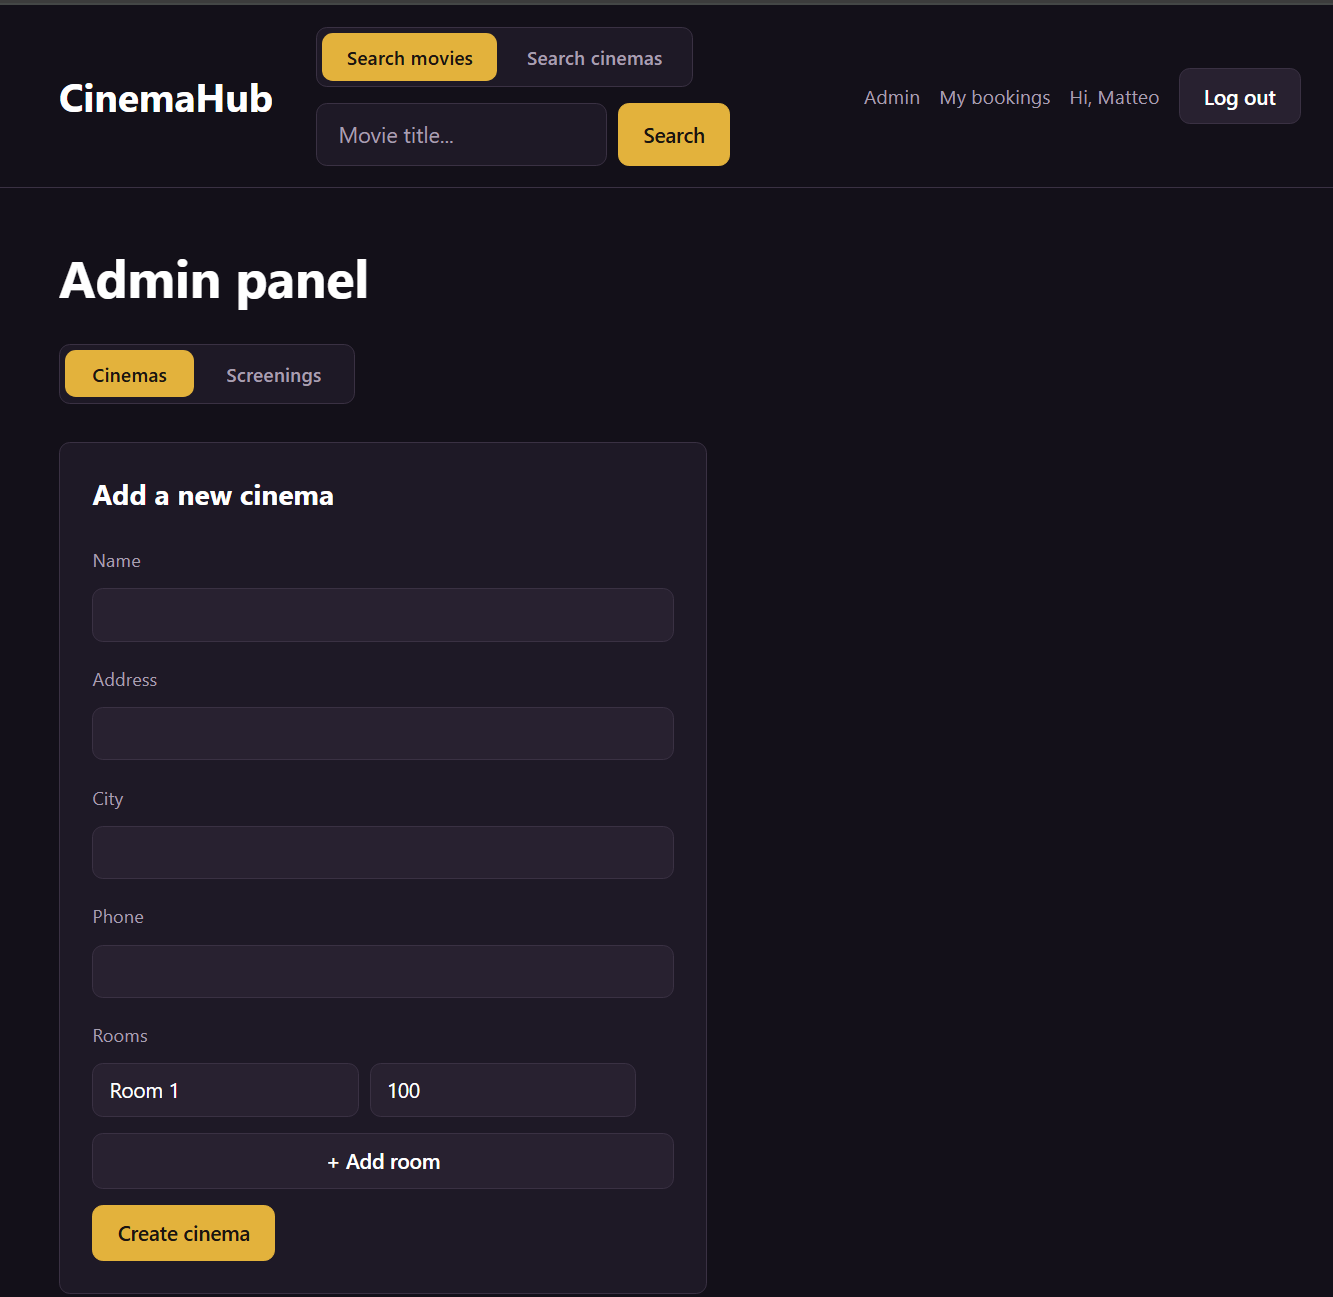 Search movies Search cinemas
CinemaHub
Movie title... Search
Admin My bookings Hi, Matteo Log out
Admin panel
Cinemas Screenings
Add a new cinema
Name
Address
City
Phone
Rooms
Room 1 100
+ Add room
Create cinema